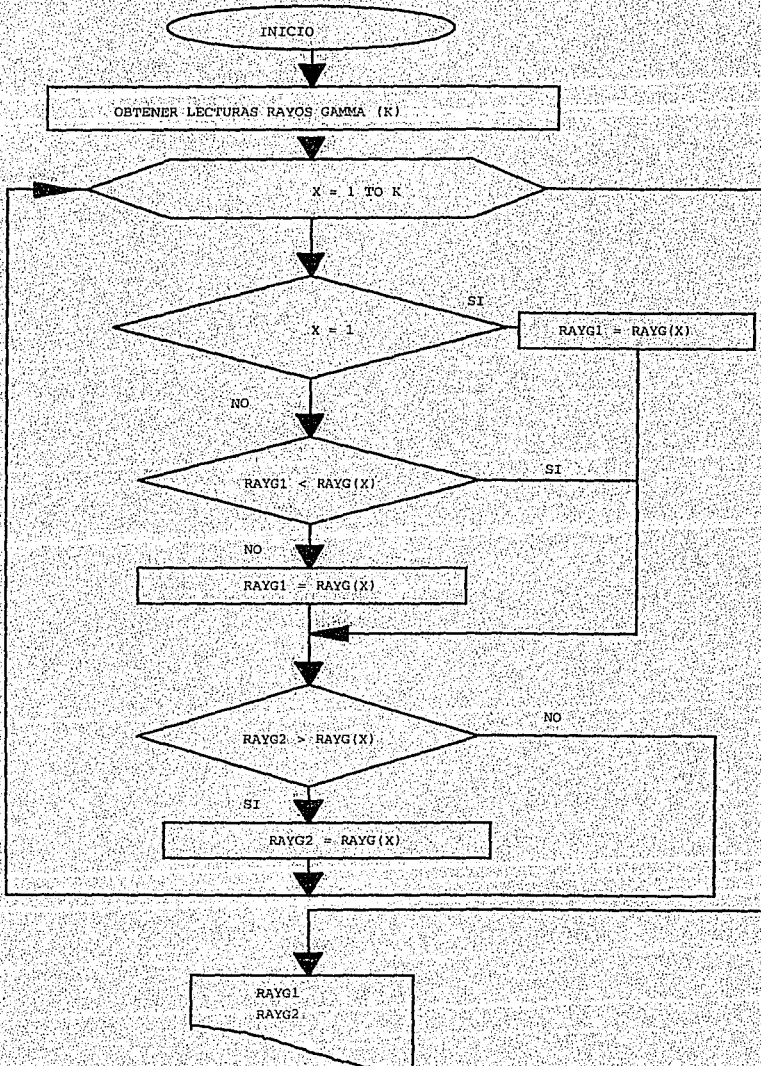 INICIO
OBTENER LECTURAS RAYOS GAMMA (K)
X = 1 TO K
SI
X = 1
RAYG1 = RAYG(X)
NO
RAYG1 < RAYG(X)
SI
NO
RAYG1 = RAYG(X)
NO
RAYG2 > RAYG(X)
SI
RAYG2 = RAYG(X)
RAYG1
RAYG2